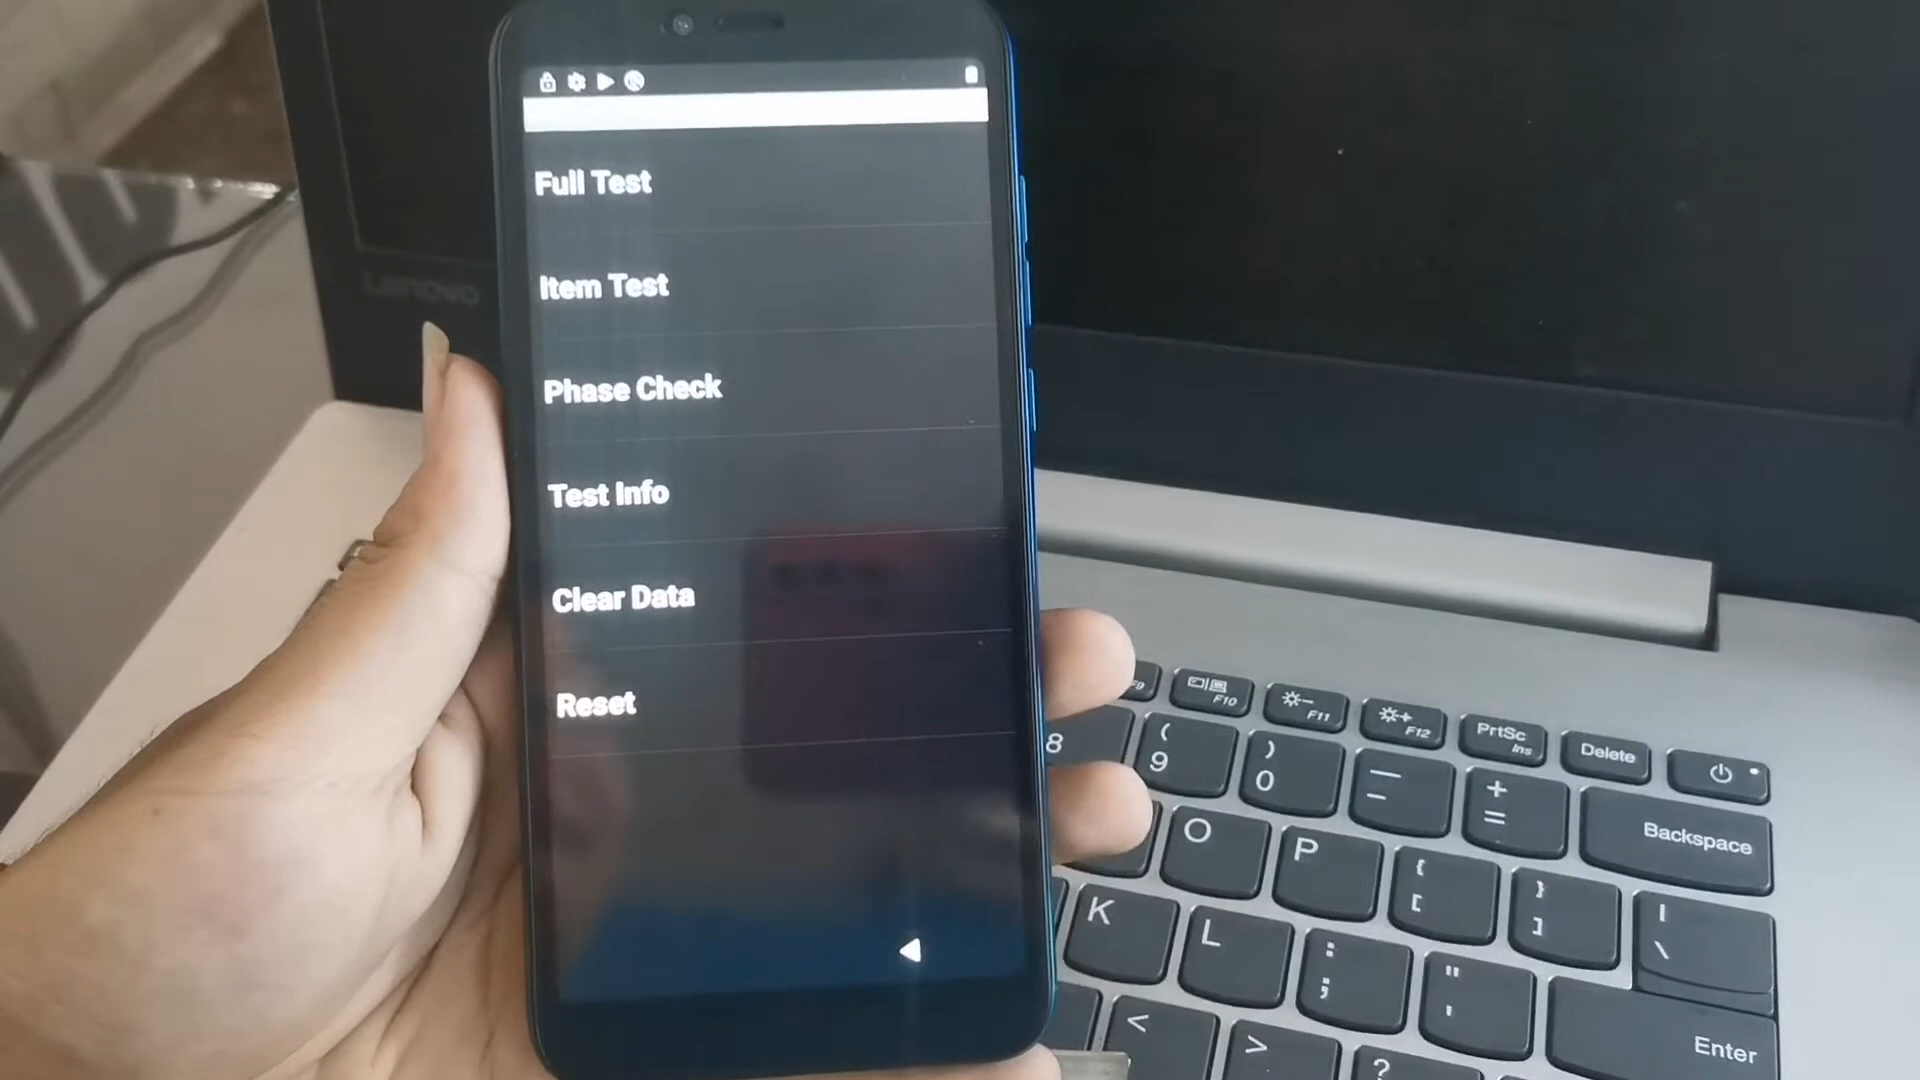 Full Test
Item Test
Phase Check
Test Info
Clear Data
Reset
Lenovo
F9
F10
F11
F12
PrtSc
Ins
Delete
8
(
9
)
0
—
-
+
=
Backspace
O
P
{
[
}
]
|
\
K
L
:
;
"
'
Enter
<
>
?